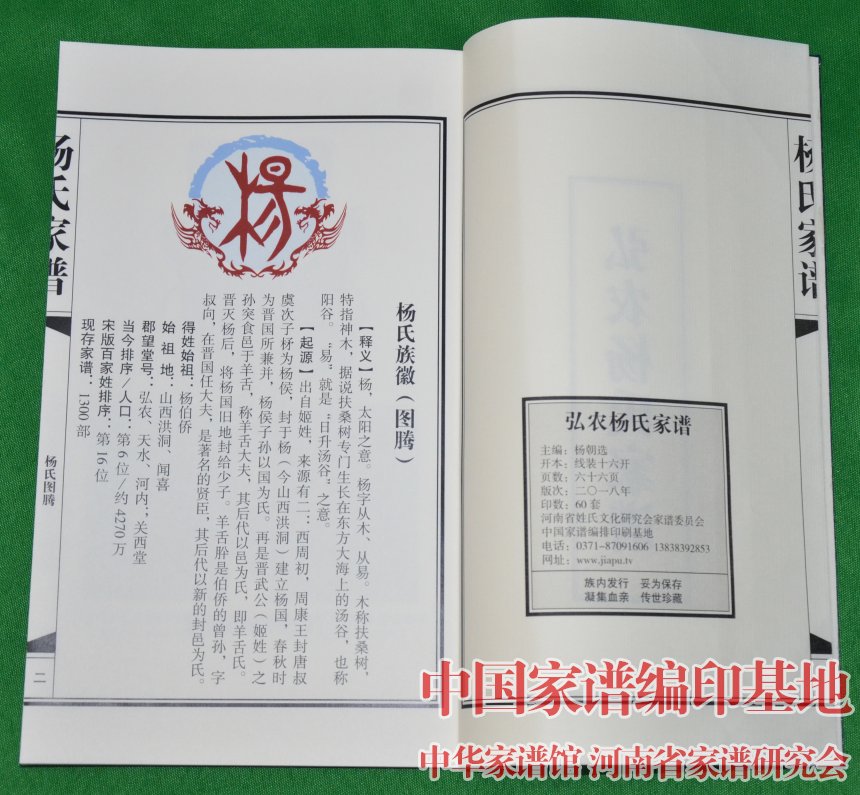 杨氏家谱
杨
杨氏族徽（图腾）
【释义】杨，太阳之意。杨字从木、从易。木称扶桑树，
特指神木，据说扶桑树专门生长在东方大海上的汤谷，也称
阳谷。“易”就是“日升汤谷”之意。
【起源】出自姬姓，来源有二：西周初，周康王封唐叔
虞次子杼为杨侯，封于杨（今山西洪洞）建立杨国，春秋时
为晋国所兼并，杨侯子孙以国为氏。再是晋武公（姬姓）之
孙突食邑于羊舌，称羊舌大夫，其后代以邑为氏，即羊舌氏。
晋灭杨后，将杨国旧地封给少子。羊舌肸是伯侨的曾孙，字
叔向，在晋国任大夫，是著名的贤臣，其后代以新的封邑为氏。
得姓始祖：杨伯侨
始祖地：山西洪洞、闻喜
郡望堂号：弘农、天水、河内；关西堂
当今排序/人口：第6位/约4270万
宋版百家姓排序：第16位
现存家谱：1300部
杨氏图腾
二
杨氏家谱
弘农杨氏家谱
主编：杨朝选
开本：线装十六开
页数：六十六页
版次：二〇一八年
印数：60套
河南省姓氏文化研究会家谱委员会
中国家谱编排印刷基地
电话：0371-87091606 13838392853
网址：www.jiapu.tv
族内发行 妥为保存
凝集血亲 传世珍藏
中国家谱编印基地
中华家谱馆 河南省家谱研究会